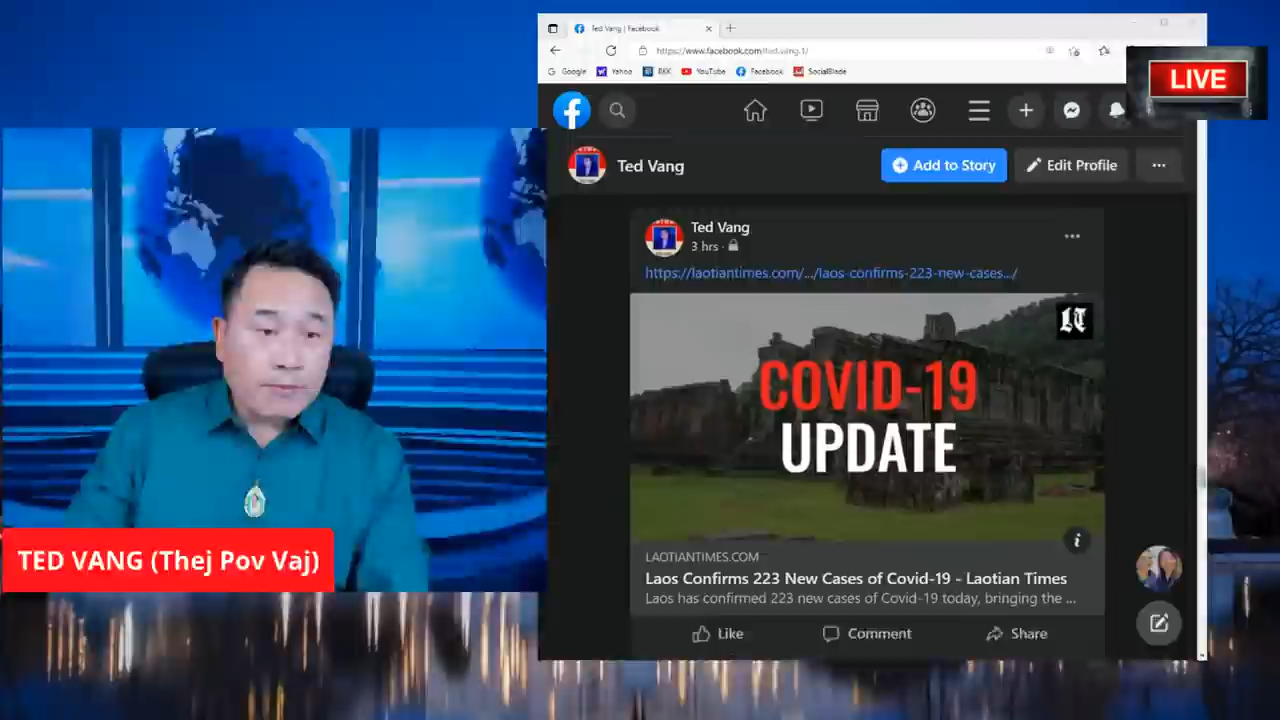 Ted Vang | Facebook
https://www.facebook.com/ted.vang.1/
Google
Yahoo
BKK
YouTube
Facebook
SocialBlade
LIVE
Ted Vang
Add to Story
Edit Profile
Ted Vang
3 hrs ·
https://laotiantimes.com/.../laos-confirms-223-new-cases.../
LT
COVID-19
UPDATE
LAOTIANTIMES.COM
Laos Confirms 223 New Cases of Covid-19 - Laotian Times
Laos has confirmed 223 new cases of Covid-19 today, bringing the ...
Like
Comment
Share
TED VANG (Thej Pov Vaj)